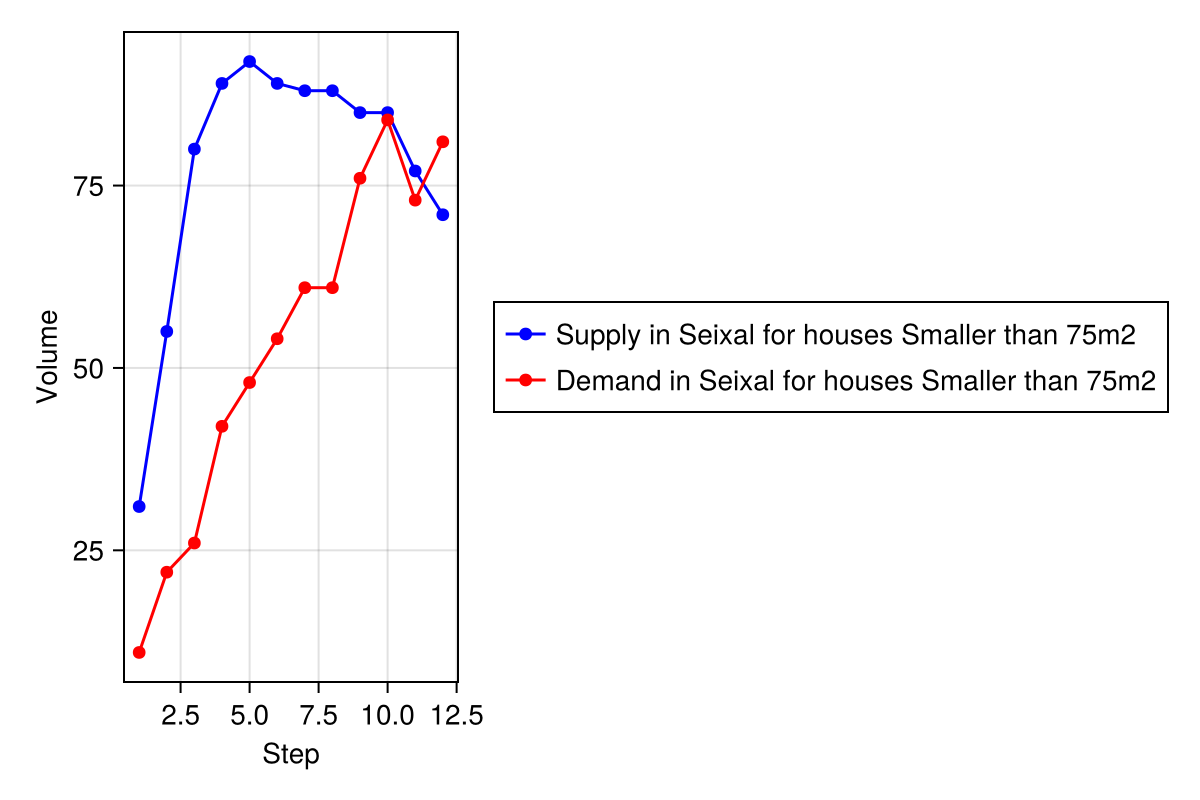 75
50
25
Volume
2.5 5.0 7.5 10.0 12.5
Step
Supply in Seixal for houses Smaller than 75m2
Demand in Seixal for houses Smaller than 75m2